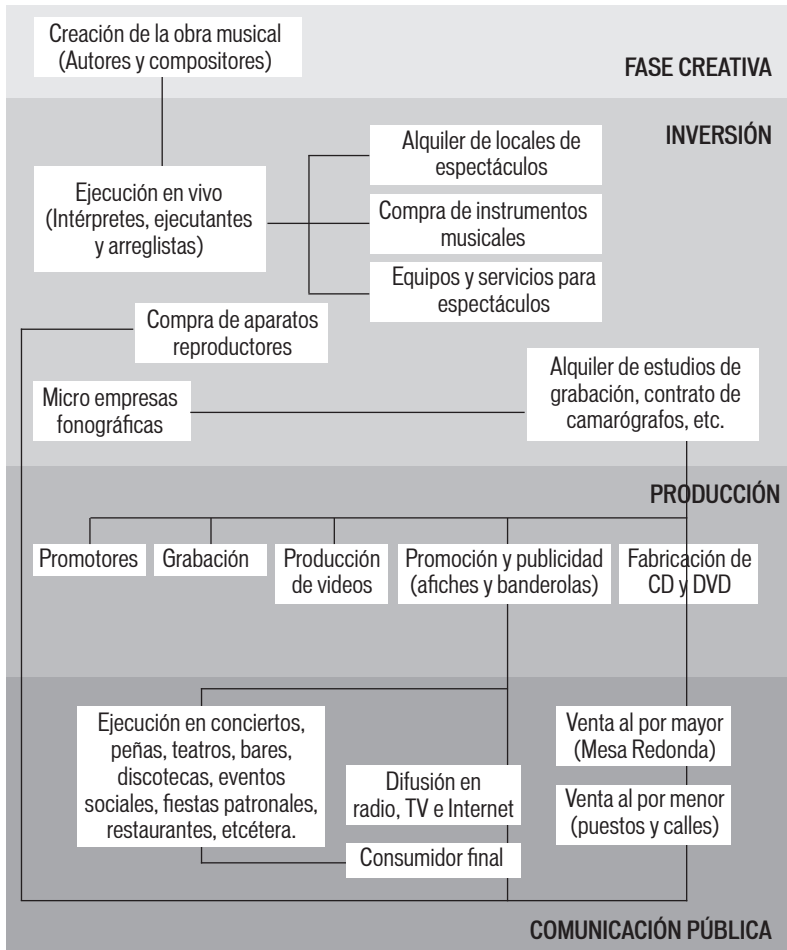 Creación de la obra musical
(Autores y compositores)
FASE CREATIVA
INVERSIÓN
Alquiler de locales de
espectáculos
Ejecución en vivo
(Intérpretes, ejecutantes
y arreglistas)
Compra de instrumentos
musicales
Equipos y servicios para
espectáculos
Compra de aparatos
reproductores
Alquiler de estudios de
grabación, contrato de
camarógrafos, etc.
Micro empresas
fonográficas
PRODUCCIÓN
Promotores
Grabación
Producción
de videos
Promoción y publicidad
(afiches y banderolas)
Fabricación de
CD y DVD
Ejecución en conciertos,
peñas, teatros, bares,
discotecas, eventos
sociales, fiestas patronales,
restaurantes, etcétera.
Difusión en
radio, TV e Internet
Consumidor final
Venta al por mayor
(Mesa Redonda)
Venta al por menor
(puestos y calles)
COMUNICACIÓN PÚBLICA